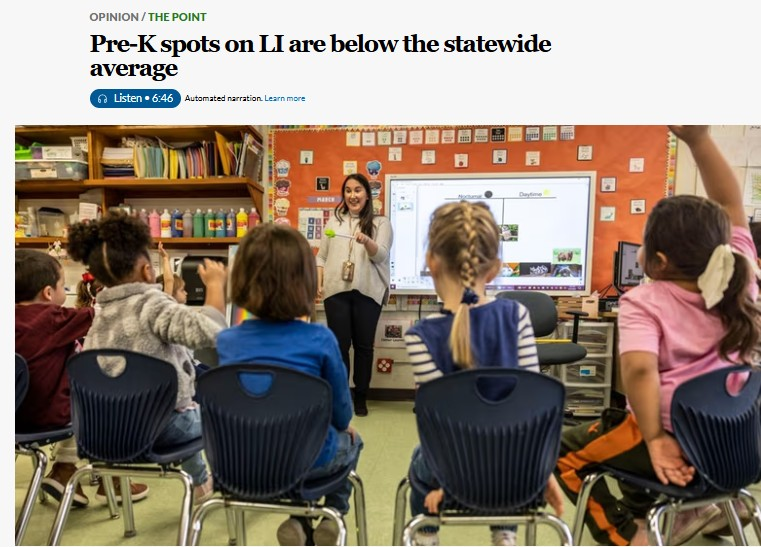 OPINION / THE POINT
Pre-K spots on LI are below the statewide
average
Listen • 6:46 Automated narration. Learn more
MARCH
Nocturnal Daytime